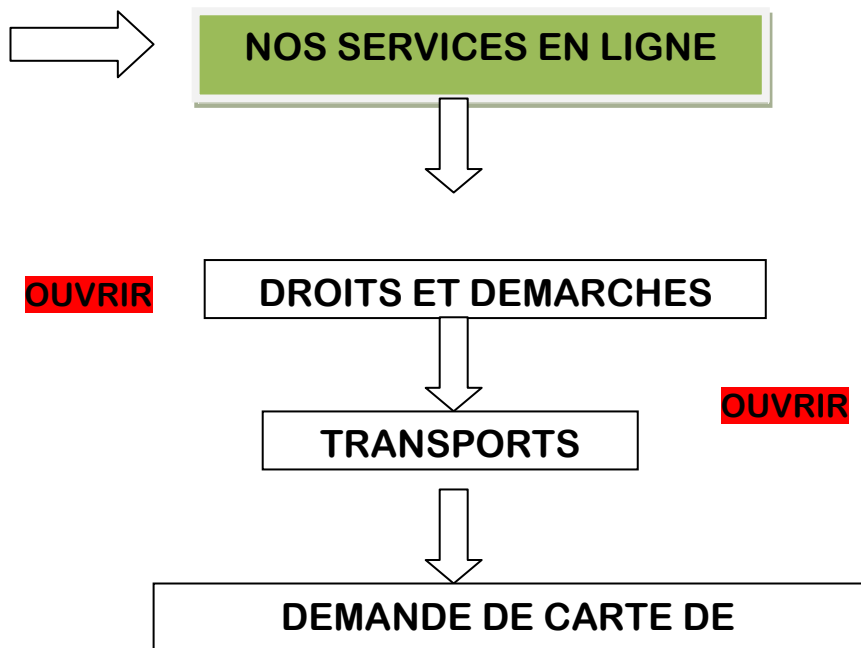 NOS SERVICES EN LIGNE
OUVRIR
DROITS ET DEMARCHES
OUVRIR
TRANSPORTS
DEMANDE DE CARTE DE